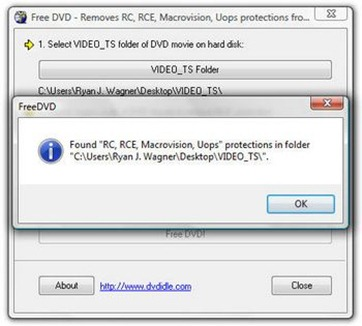 Free DVD - Removes RC, RCE, Macrovision, Uops protections fro...
1. Select VIDEO_TS folder of DVD movie on hard disk:
VIDEO_TS Folder
C:\Users\Ryan J. Wagner\Desktop\VIDEO_TS\
FreeDVD
Found "RC, RCE, Macrovision, Uops" protections in folder
"C:\Users\Ryan J. Wagner\Desktop\VIDEO_TS\".
OK
Free DVD!
About
http://www.dvdidle.com
Close